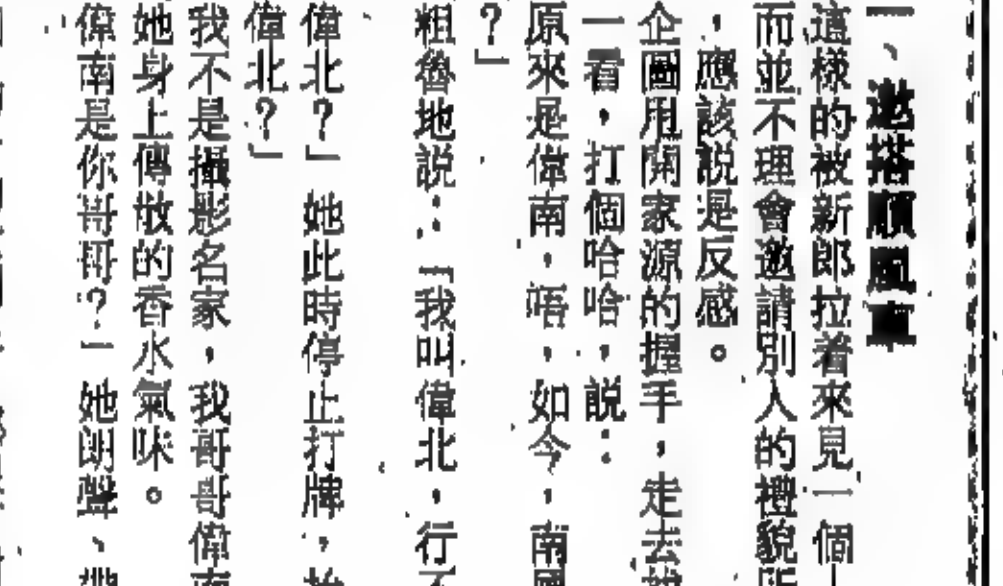 一、邀搭順風車
這樣的被新郎拉着來見一個
而並不理會邀請別人的禮貌
，應該說是反感。
企圖甩開家源的握手，走去
一看，打個哈哈，說：
原來是偉南，唔，如今，南
？」
粗魯地説：「我叫偉北，行不
偉北？」她此時停止打牌，
偉北？」
我不是攝影名家，我哥哥偉南
她身上傳散的香水氣味。
偉南是你哥哥？」她朗聲、